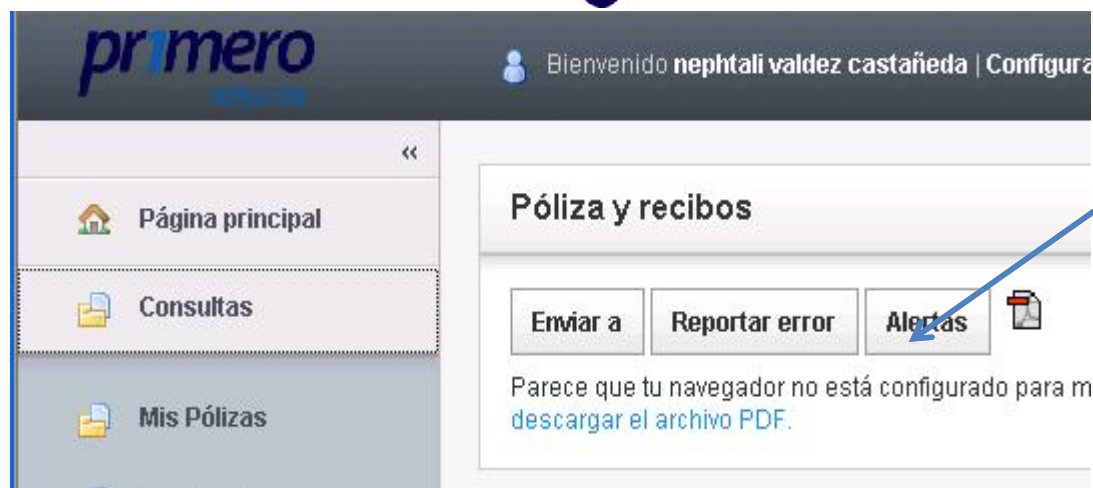 primero
Bienvenido nephtali valdez castañeda | Configura
«
Página principal
Póliza y recibos
Consultas
Enviar a
Reportar error
Alertas
Parece que tu navegador no está configurado para m
descargar el archivo PDF.
Mis Pólizas